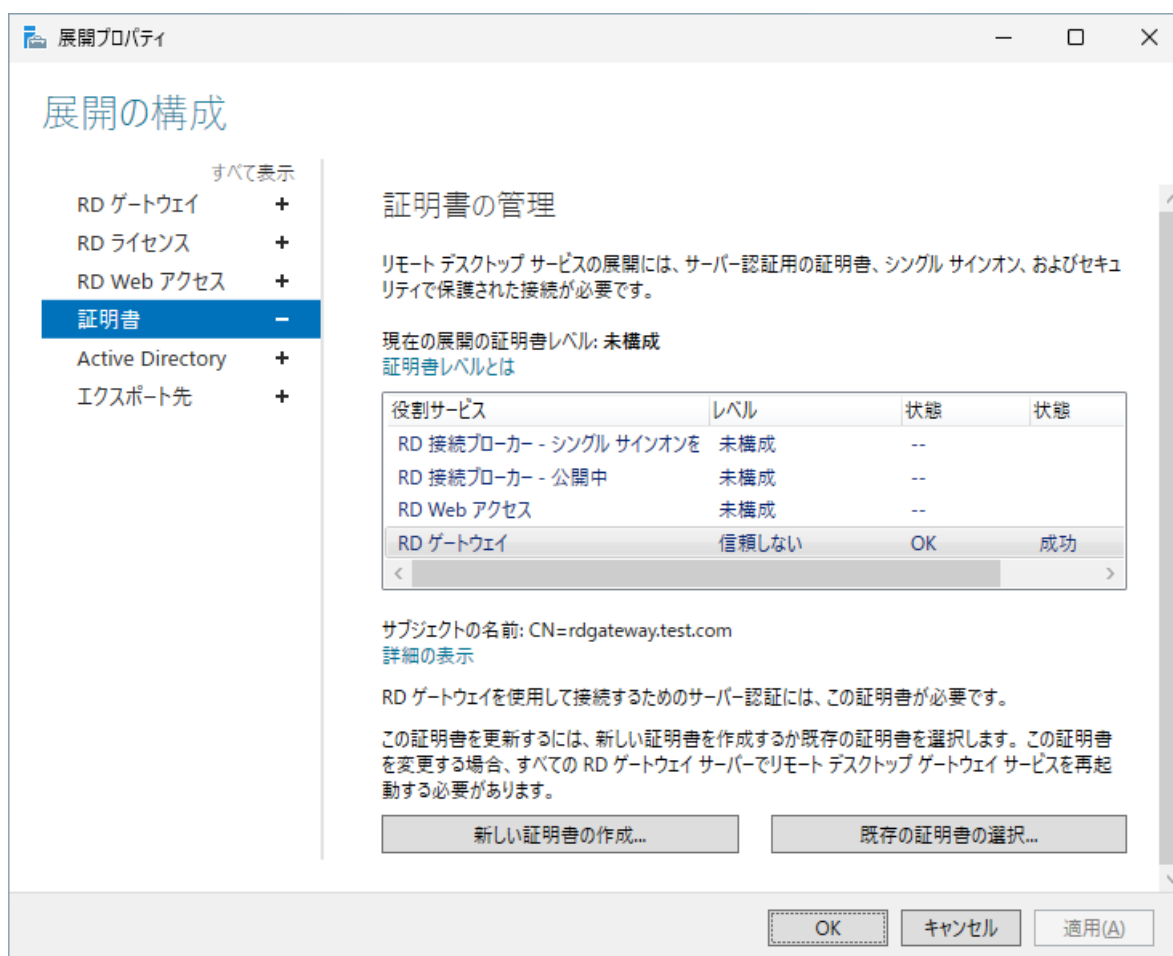 展開プロパティ
展開の構成
すべて表示
RD ゲートウェイ +
RD ライセンス +
RD Web アクセス +
証明書 −
Active Directory +
エクスポート先 +
証明書の管理
リモート デスクトップ サービスの展開には、サーバー認証用の証明書、シングル サインオン、およびセキュ
リティで保護された接続が必要です。
現在の展開の証明書レベル: 未構成
証明書レベルとは
役割サービス レベル 状態 状態
RD 接続ブローカー - シングル サインオンを 未構成 --
RD 接続ブローカー - 公開中 未構成 --
RD Web アクセス 未構成 --
RD ゲートウェイ 信頼しない OK 成功
サブジェクトの名前: CN=rdgateway.test.com
詳細の表示
RD ゲートウェイを使用して接続するためのサーバー認証には、この証明書が必要です。
この証明書を更新するには、新しい証明書を作成するか既存の証明書を選択します。この証明書
を変更する場合、すべての RD ゲートウェイ サーバーでリモート デスクトップ ゲートウェイ サービスを再起
動する必要があります。
新しい証明書の作成...
既存の証明書の選択...
OK
キャンセル
適用(A)